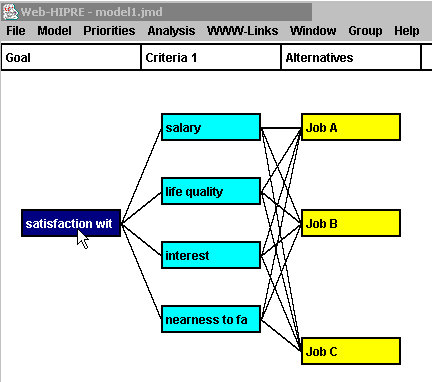 Web-HIPRE - model1.jmd
File Model Priorities Analysis WWW-Links Window Group Help
Goal Criteria 1 Alternatives
salary Job A
life quality
satisfaction wit Job B
interest
nearness to fa
Job C